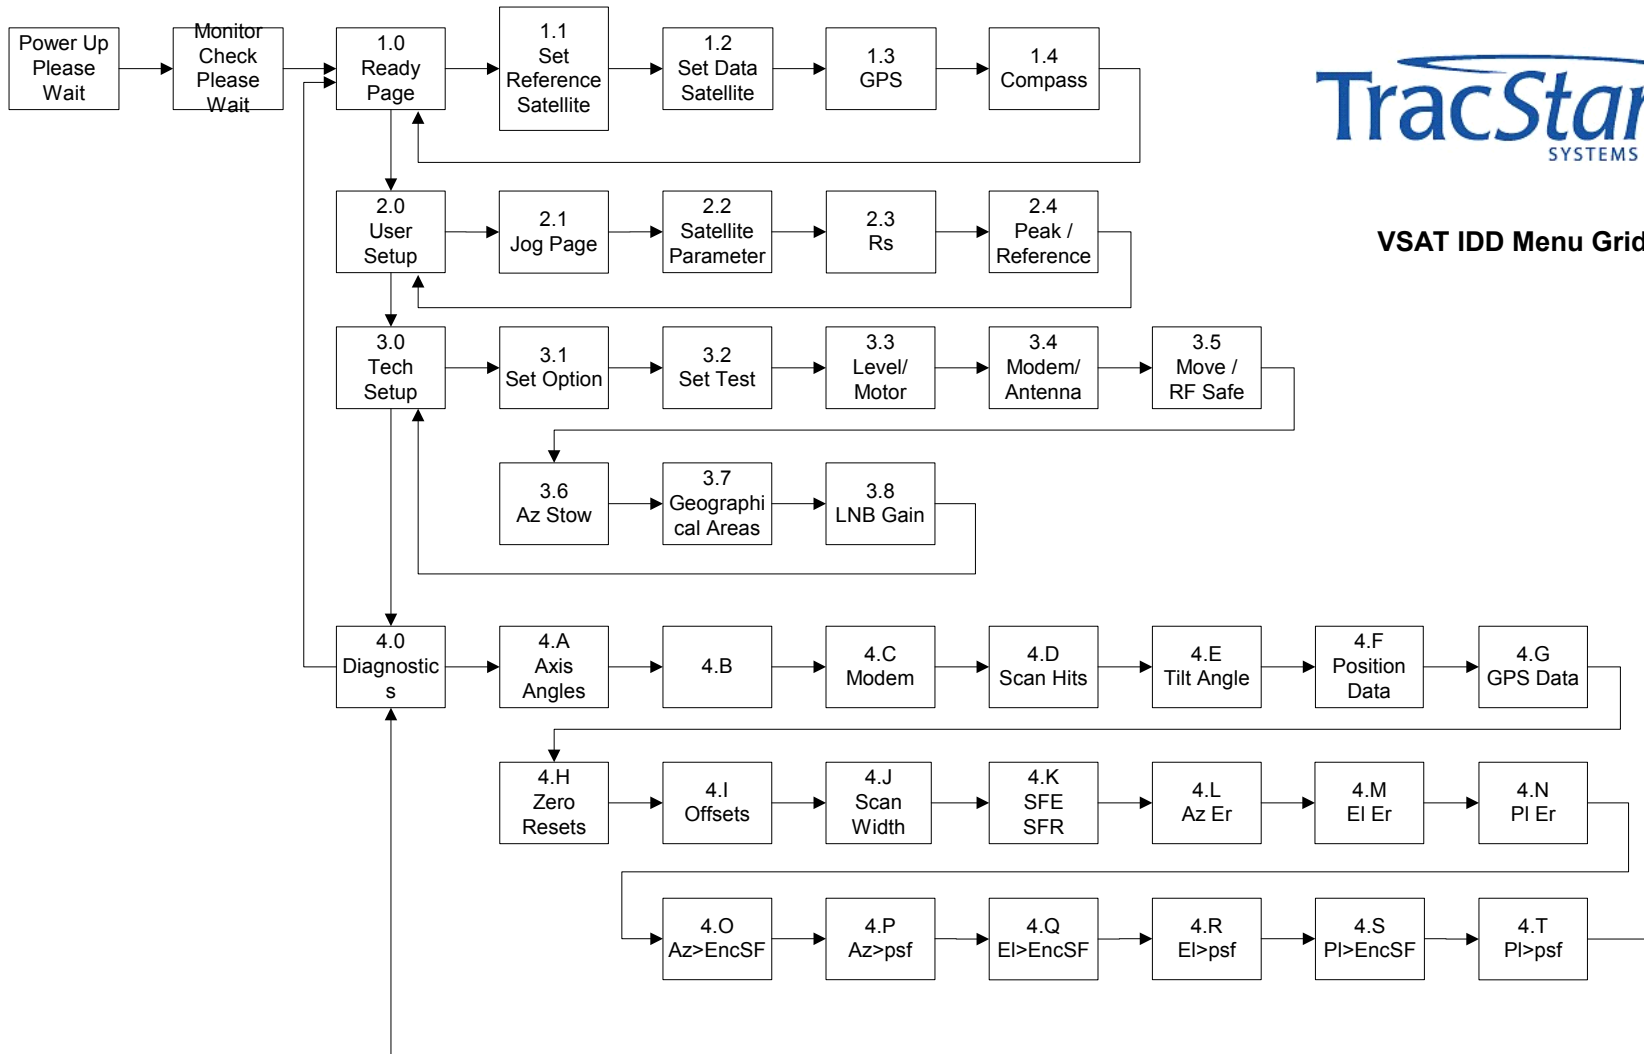 Power Up
Please
Wait
Monitor
Check
Please
Wait
1.0
Ready
Page
1.1
Set
Reference
Satellite
1.2
Set Data
Satellite
1.3
GPS
1.4
Compass
TracStar
SYSTEMS
VSAT IDD Menu Grid
2.0
User
Setup
2.1
Jog Page
2.2
Satellite
Parameter
2.3
Rs
2.4
Peak /
Reference
3.0
Tech
Setup
3.1
Set Option
3.2
Set Test
3.3
Level/
Motor
3.4
Modem/
Antenna
3.5
Move /
RF Safe
3.6
Az Stow
3.7
Geographi
cal Areas
3.8
LNB Gain
4.0
Diagnostic
s
4.A
Axis
Angles
4.B
4.C
Modem
4.D
Scan Hits
4.E
Tilt Angle
4.F
Position
Data
4.G
GPS Data
4.H
Zero
Resets
4.I
Offsets
4.J
Scan
Width
4.K
SFE
SFR
4.L
Az Er
4.M
El Er
4.N
Pl Er
4.O
Az>EncSF
4.P
Az>psf
4.Q
El>EncSF
4.R
El>psf
4.S
Pl>EncSF
4.T
Pl>psf